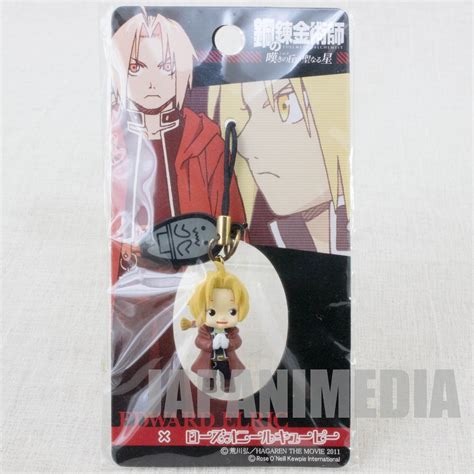 鋼の錬金術師
FULLMETAL ALCHEMIST
嘆きの丘の聖なる星
JAPANIMEDIA
EDWARD ELRIC
× ローズオニールキューピー
©荒川弘/HAGAREN THE MOVIE 2011
©Rose O'Neill Kewpie International